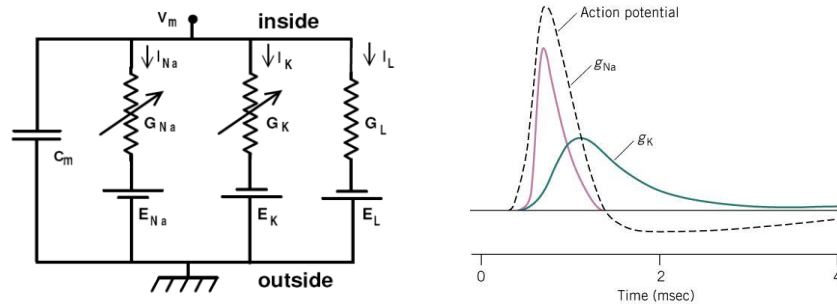 Vm
inside
INa
IK
IL
GNa
GK
GL
Cm
ENa
EK
EL
outside
Action potential
gNa
gK
0
2
4
Time (msec)